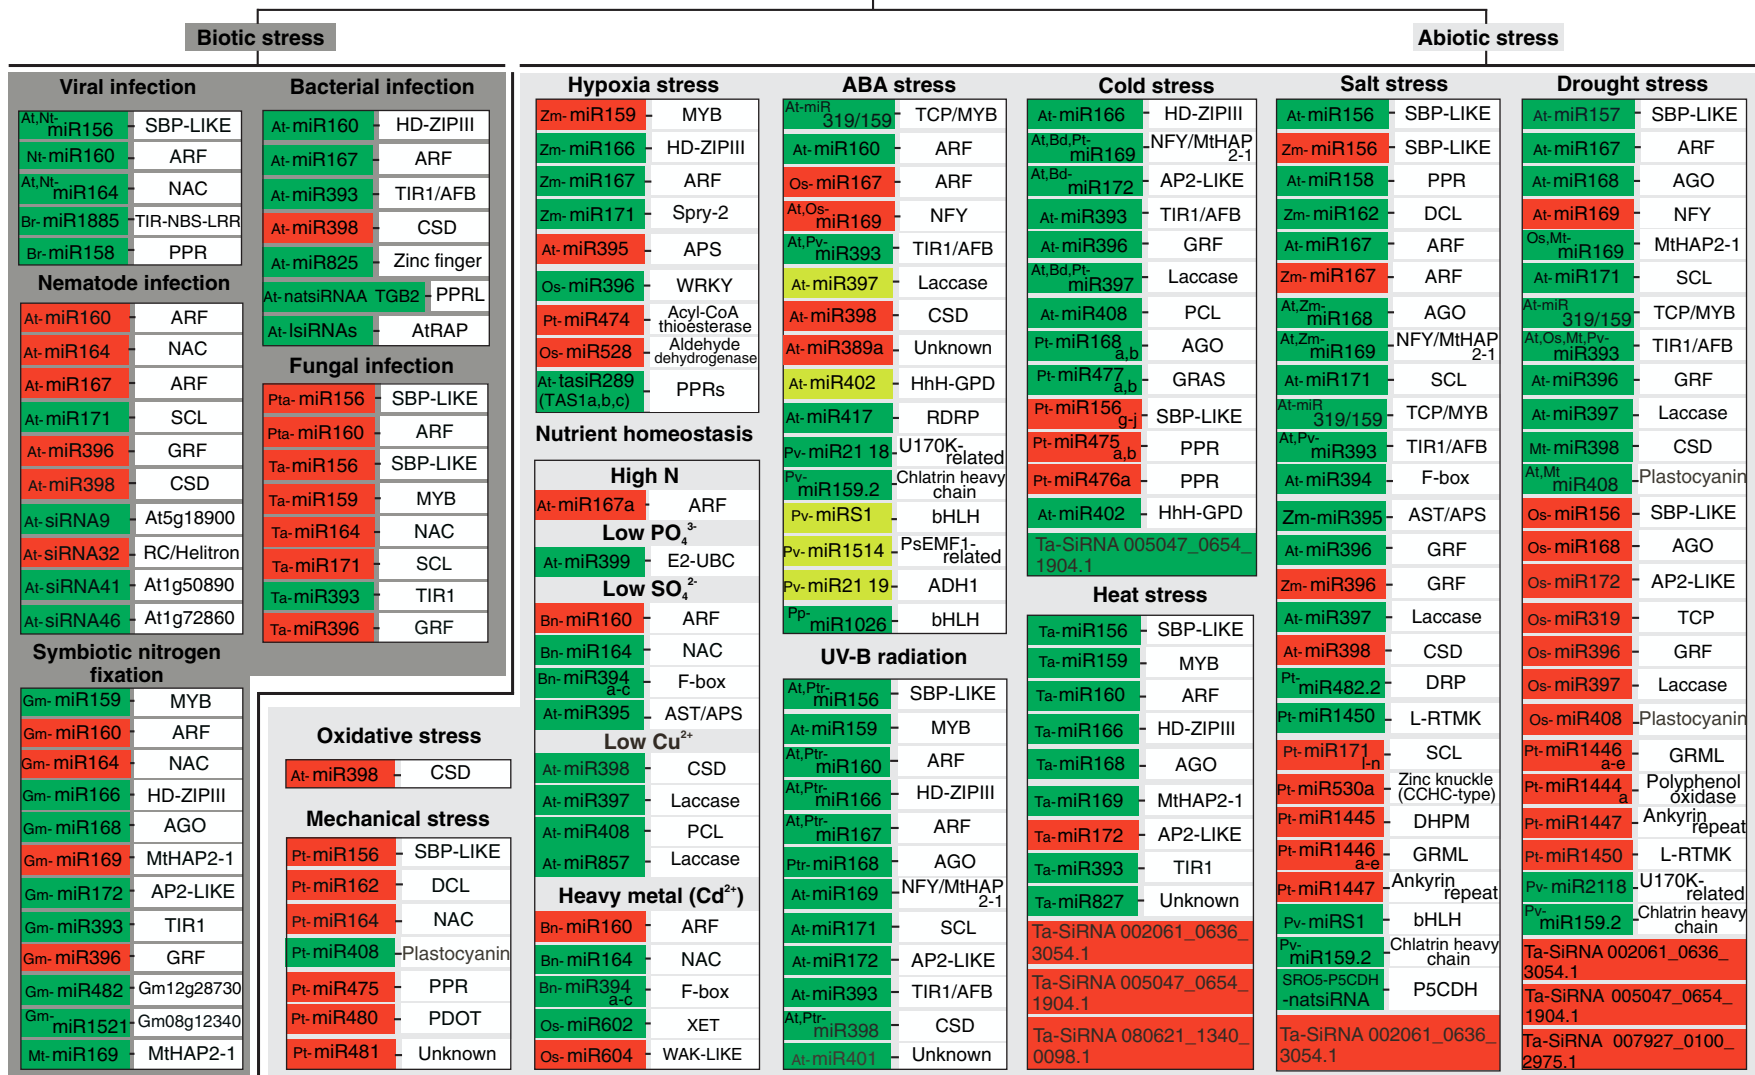 Biotic stress
Abiotic stress
Viral infection
At,Nt-miR156 SBP-LIKE
Nt-miR160 ARF
At,Nt-miR164 NAC
Br-miR1885 TIR-NBS-LRR
Br-miR158 PPR
Nematode infection
At-miR160 ARF
At-miR164 NAC
At-miR167 ARF
At-miR171 SCL
At-miR396 GRF
At-miR398 CSD
At-siRNA9 At5g18900
At-siRNA32 RC/Helitron
At-siRNA41 At1g50890
At-siRNA46 At1g72860
Symbiotic nitrogen
fixation
Gm-miR159 MYB
Gm-miR160 ARF
Gm-miR164 NAC
Gm-miR166 HD-ZIPIII
Gm-miR168 AGO
Gm-miR169 MtHAP2-1
Gm-miR172 AP2-LIKE
Gm-miR393 TIR1
Gm-miR396 GRF
Gm-miR482 Gm12g28730
Gm-miR1521 Gm08g12340
Mt-miR169 MtHAP2-1
Bacterial infection
At-miR160 HD-ZIPIII
At-miR167 ARF
At-miR393 TIR1/AFB
At-miR398 CSD
At-miR825 Zinc finger
At-natsiRNAA TGB2 PPRL
At-lsiRNAs AtRAP
Fungal infection
Pta-miR156 SBP-LIKE
Pta-miR160 ARF
Ta-miR156 SBP-LIKE
Ta-miR159 MYB
Ta-miR164 NAC
Ta-miR171 SCL
Ta-miR393 TIR1
Ta-miR396 GRF
Oxidative stress
At-miR398 CSD
Mechanical stress
Pt-miR156 SBP-LIKE
Pt-miR162 DCL
Pt-miR164 NAC
Pt-miR408 Plastocyanin
Pt-miR475 PPR
Pt-miR480 PDOT
Pt-miR481 Unknown
Hypoxia stress
Zm-miR159 MYB
Zm-miR166 HD-ZIPIII
Zm-miR167 ARF
Zm-miR171 Spry-2
At-miR395 APS
Os-miR396 WRKY
Pt-miR474 Acyl-CoA thioesterase
Os-miR528 Aldehyde dehydrogenase
At-tasiR289 (TAS1a,b,c) PPRs
Nutrient homeostasis
High N
At-miR167a ARF
Low PO₄³⁻
At-miR399 E2-UBC
Low SO₄²⁻
Bn-miR160 ARF
Bn-miR164 NAC
Bn-miR394 a-c F-box
At-miR395 AST/APS
Low Cu²⁺
At-miR398 CSD
At-miR397 Laccase
At-miR408 PCL
At-miR857 Laccase
Heavy metal (Cd²⁺)
Bn-miR160 ARF
Bn-miR164 NAC
Bn-miR394 a-c F-box
Os-miR602 XET
Os-miR604 WAK-LIKE
ABA stress
At-miR 319/159 TCP/MYB
At-miR160 ARF
Os-miR167 ARF
At,Os-miR169 NFY
At,Pv-miR393 TIR1/AFB
At-miR397 Laccase
At-miR398 CSD
At-miR389a Unknown
At-miR402 HhH-GPD
At-miR417 RDRP
Pv-miR21 18 U170K-related
Pv-miR159.2 Chlatrin heavy chain
Pv-miRS1 bHLH
Pv-miR1514 PsEMF1-related
Pv-miR21 19 ADH1
Pp-miR1026 bHLH
UV-B radiation
At,Ptr-miR156 SBP-LIKE
At-miR159 MYB
At,Ptr-miR160 ARF
At,Ptr-miR166 HD-ZIPIII
At,Ptr-miR167 ARF
Ptr-miR168 AGO
At-miR169 NFY/MtHAP 2-1
At-miR171 SCL
At-miR172 AP2-LIKE
At-miR393 TIR1/AFB
At,Ptr-miR398 CSD
At-miR401 Unknown
Cold stress
At-miR166 HD-ZIPIII
At,Bd,Pt-miR169 NFY/MtHAP 2-1
At,Bd-miR172 AP2-LIKE
At-miR393 TIR1/AFB
At-miR396 GRF
At,Bd,Pt-miR397 Laccase
At-miR408 PCL
Pt-miR168 a,b AGO
Pt-miR477 a,b GRAS
Pt-miR156 g-j SBP-LIKE
Pt-miR475 a,b PPR
Pt-miR476a PPR
At-miR402 HhH-GPD
Ta-SiRNA 005047_0654_
1904.1
Heat stress
Ta-miR156 SBP-LIKE
Ta-miR159 MYB
Ta-miR160 ARF
Ta-miR166 HD-ZIPIII
Ta-miR168 AGO
Ta-miR169 MtHAP2-1
Ta-miR172 AP2-LIKE
Ta-miR393 TIR1
Ta-miR827 Unknown
Ta-SiRNA 002061_0636_
3054.1
Ta-SiRNA 005047_0654_
1904.1
Ta-SiRNA 080621_1340_
0098.1
Salt stress
At-miR156 SBP-LIKE
Zm-miR156 SBP-LIKE
At-miR158 PPR
Zm-miR162 DCL
At-miR167 ARF
Zm-miR167 ARF
At,Zm-miR168 AGO
At,Zm-miR169 NFY/MtHAP 2-1
At-miR171 SCL
At-miR 319/159 TCP/MYB
At,Pv-miR393 TIR1/AFB
At-miR394 F-box
Zm-miR395 AST/APS
At-miR396 GRF
Zm-miR396 GRF
At-miR397 Laccase
At-miR398 CSD
Pt-miR482.2 DRP
Pt-miR1450 L-RTMK
Pt-miR171 l-n SCL
Pt-miR530a Zinc knuckle (CCHC-type)
Pt-miR1445 DHPM
Pt-miR1446 a-e GRML
Pt-miR1447 Ankyrin repeat
Pv-miRS1 bHLH
Pv-miR159.2 Chlatrin heavy chain
SRO5-P5CDH -natsiRNA P5CDH
Ta-SiRNA 002061_0636_
3054.1
Drought stress
At-miR157 SBP-LIKE
At-miR167 ARF
At-miR168 AGO
At-miR169 NFY
Os,Mt-miR169 MtHAP2-1
At-miR171 SCL
At-miR 319/159 TCP/MYB
At,Os,Mt,Pv-miR393 TIR1/AFB
At-miR396 GRF
At-miR397 Laccase
Mt-miR398 CSD
At,Mt miR408 Plastocyanin
Os-miR156 SBP-LIKE
Os-miR168 AGO
Os-miR172 AP2-LIKE
Os-miR319 TCP
Os-miR396 GRF
Os-miR397 Laccase
Os-miR408 Plastocyanin
Pt-miR1446 a-e GRML
Pt-miR1444 a Polyphenol oxidase
Pt-miR1447 Ankyrin repeat
Pt-miR1450 L-RTMK
Pv-miR2118 U170K-related
Pv-miR159.2 Chlatrin heavy chain
Ta-SiRNA 002061_0636_
3054.1
Ta-SiRNA 005047_0654_
1904.1
Ta-SiRNA 007927_0100_
2975.1